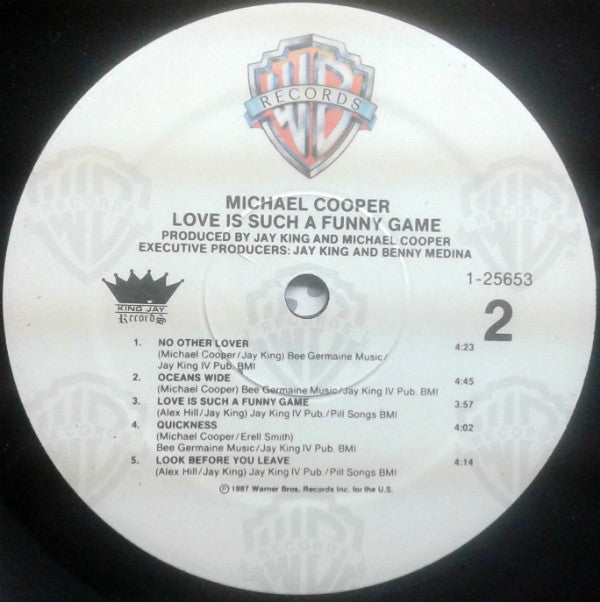 WB
RECORDS
MICHAEL COOPER
LOVE IS SUCH A FUNNY GAME
PRODUCED BY JAY KING AND MICHAEL COOPER
EXECUTIVE PRODUCERS: JAY KING AND BENNY MEDINA
KING JAY
Records
1-25653
2
1. NO OTHER LOVER
(Michael Cooper/Jay King) Bee Germaine Music/
Jay King IV Pub. BMI 4:23
2. OCEANS WIDE
(Michael Cooper) Bee Germaine Music/Jay King IV Pub. BMI 4:45
3. LOVE IS SUCH A FUNNY GAME 3:57
(Alex Hill/Jay King) Jay King IV Pub./Pill Songs BMI
4. QUICKNESS 4:02
(Michael Cooper/Erell Smith)
Bee Germaine Music/Jay King IV Pub. BMI
5. LOOK BEFORE YOU LEAVE 4:14
(Alex Hill/Jay King) Jay King IV Pub./Pill Songs BMI
℗ 1987 Warner Bros. Records Inc. for the U.S.